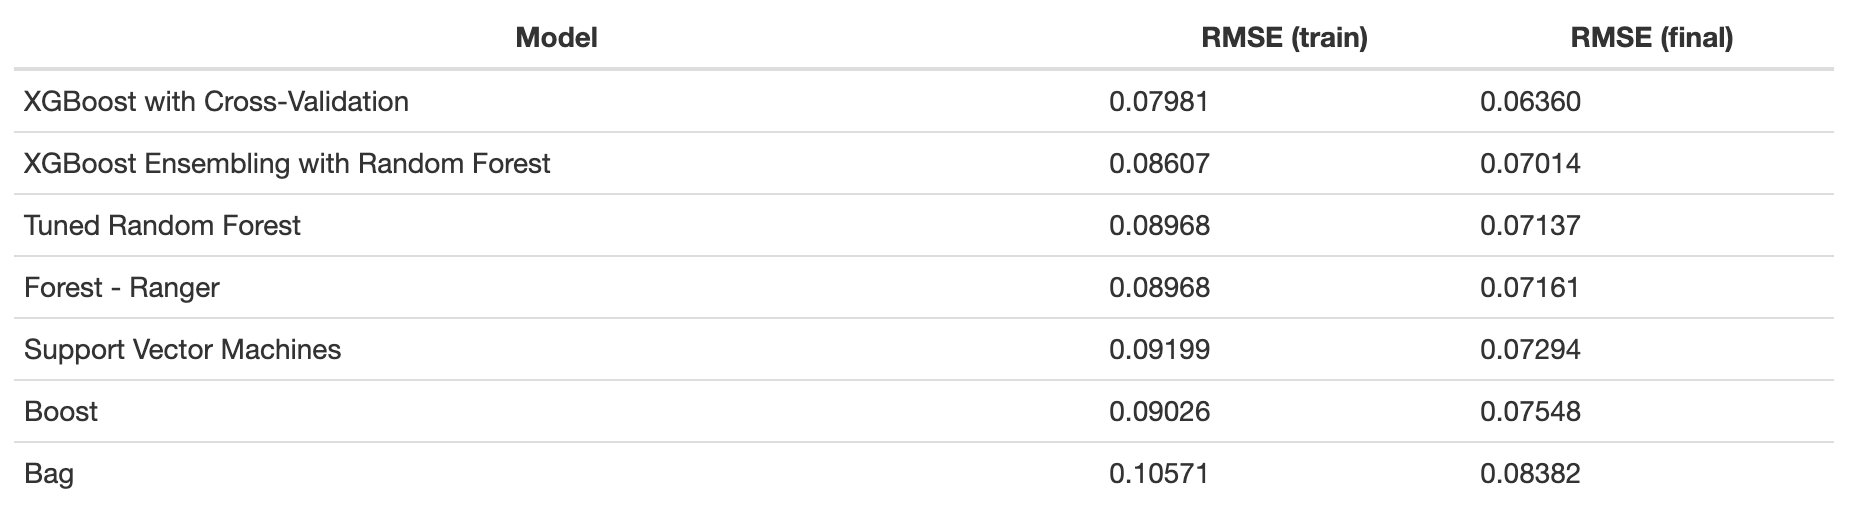 Model RMSE (train) RMSE (final)
XGBoost with Cross-Validation 0.07981 0.06360
XGBoost Ensembling with Random Forest 0.08607 0.07014
Tuned Random Forest 0.08968 0.07137
Forest - Ranger 0.08968 0.07161
Support Vector Machines 0.09199 0.07294
Boost 0.09026 0.07548
Bag 0.10571 0.08382